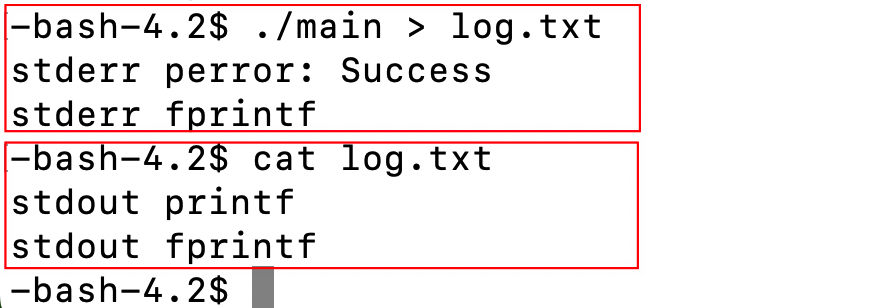 -bash-4.2$ ./main > log.txt
stderr perror: Success
stderr fprintf
-bash-4.2$ cat log.txt
stdout printf
stdout fprintf
-bash-4.2$